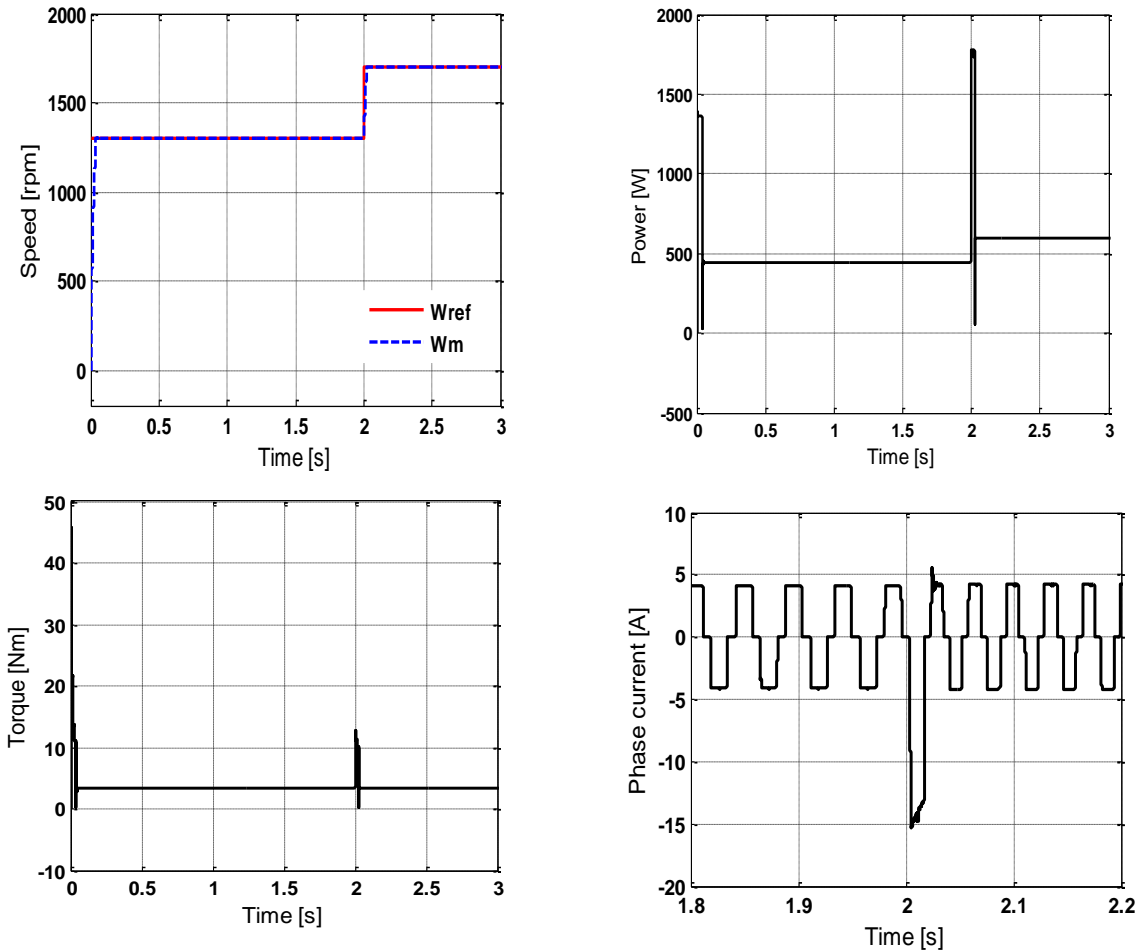 2000
1500
1000
500
0
Speed [rpm]
Wref
Wm
0 0.5 1 1.5 2 2.5 3
Time [s]
2000
1500
1000
500
0
-500
Power [W]
0 0.5 1 1.5 2 2.5 3
Time [s]
50
40
30
20
10
0
-10
Torque [Nm]
0 0.5 1 1.5 2 2.5 3
Time [s]
10
5
0
-5
-10
-15
-20
Phase current [A]
1.8 1.9 2 2.1 2.2
Time [s]